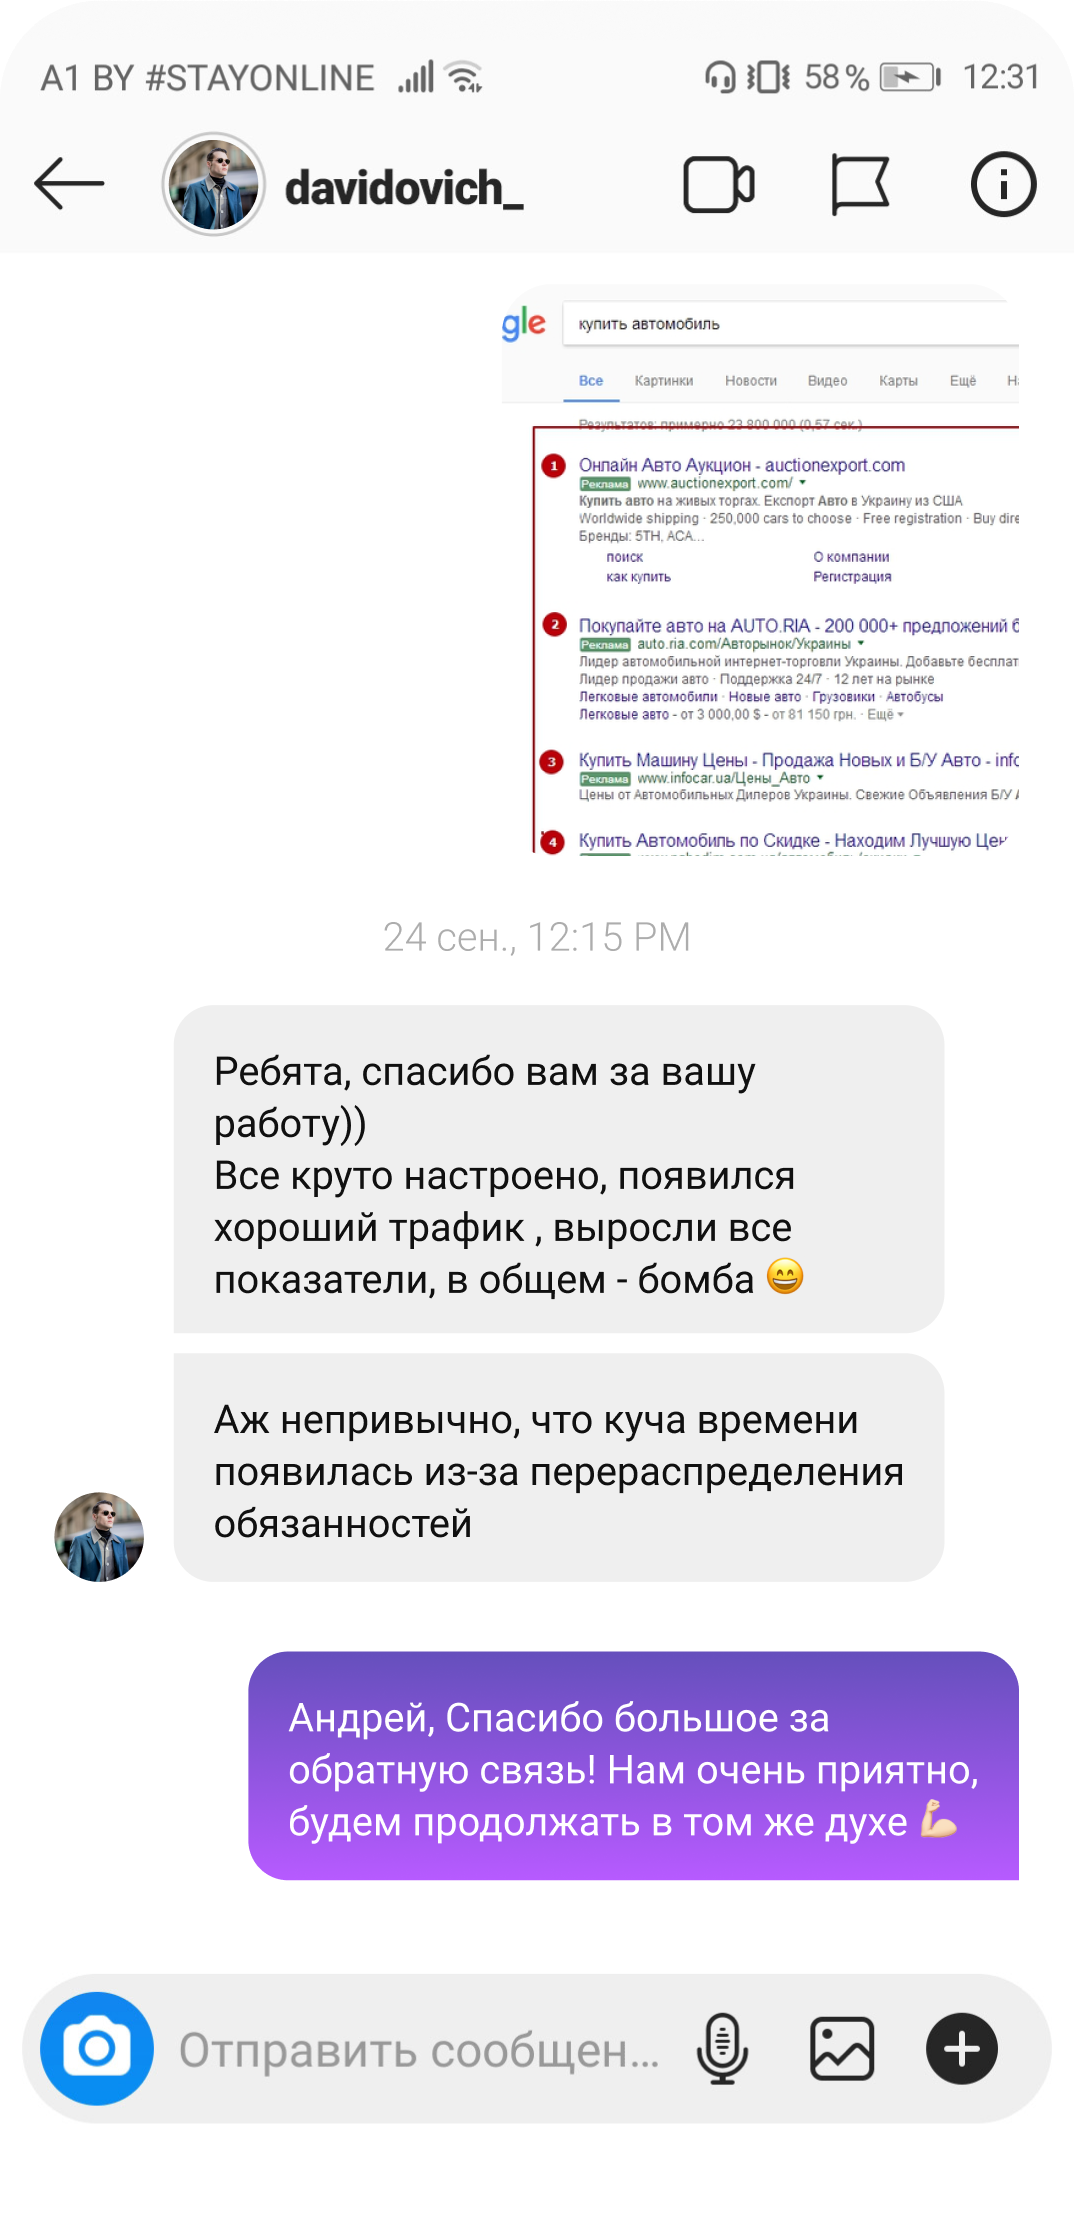 A1 BY #STAYONLINE 58% 12:31
davidovich_
gle купить автомобиль
Все Картинки Новости Видео Карты Ещё
Результатов: примерно 23 800 000 (0,57 сек.)
1 Онлайн Авто Аукцион - auctionexport.com
Реклама www.auctionexport.com/
Купить авто на живых торгах. Експорт Авто в Украину из США
Worldwide shipping · 250,000 cars to choose · Free registration · Buy dire
Бренды: 5TH, ACA...
поиск О компании
как купить Регистрация
2 Покупайте авто на AUTO.RIA - 200 000+ предложений б
Реклама auto.ria.com/Авторынок/Украины
Лидер автомобильной интернет-торговли Украины. Добавьте бесплат
Лидер продажи авто · Поддержка 24/7 · 12 лет на рынке
Легковые автомобили · Новые авто · Грузовики · Автобусы
Легковые авто - от 3 000,00 $ - от 81 150 грн. · Ещё
3 Купить Машину Цены - Продажа Новых и Б/У Авто - infc
Реклама www.infocar.ua/Цены_Авто
Цены от Автомобильных Дилеров Украины. Свежие Объявления Б/У А
4 Купить Автомобиль по Скидке - Находим Лучшую Цен
24 сен., 12:15 PM
Ребята, спасибо вам за вашу
работу))
Все круто настроено, появился
хороший трафик , выросли все
показатели, в общем - бомба 😄
Аж непривычно, что куча времени
появилась из-за перераспределения
обязанностей
Андрей, Спасибо большое за
обратную связь! Нам очень приятно,
будем продолжать в том же духе 💪🏻
Отправить сообщен...